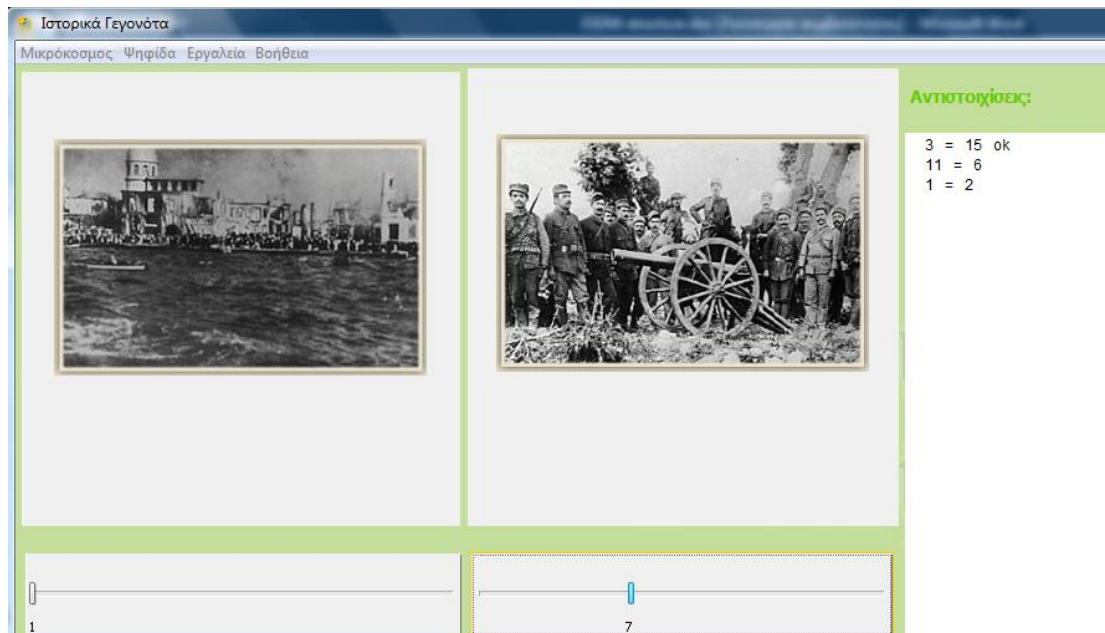 Ιστορικά Γεγονότα
Μικρόκοσμος Ψηφίδα Εργαλεία Βοήθεια
Αντιστοιχίσεις:
3 = 15 ok
11 = 6
1 = 2
1
7